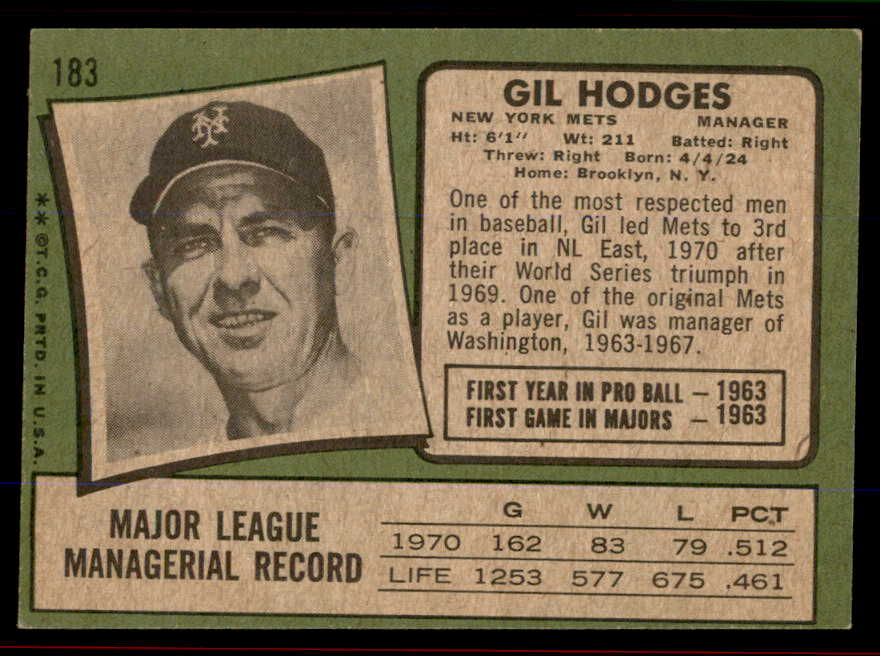 183
GIL HODGES
NEW YORK METS MANAGER
Ht: 6'1" Wt: 211 Batted: Right
Threw: Right Born: 4/4/24
Home: Brooklyn, N. Y.
One of the most respected men
in baseball, Gil led Mets to 3rd
place in NL East, 1970 after
their World Series triumph in
1969. One of the original Mets
as a player, Gil was manager of
Washington, 1963-1967.
FIRST YEAR IN PRO BALL — 1963
FIRST GAME IN MAJORS — 1963
NY
**©T.C.G. PRTD. IN U.S.A.
MAJOR LEAGUE
MANAGERIAL RECORD
G W L PCT
1970 162 83 79 .512
LIFE 1253 577 675 .461